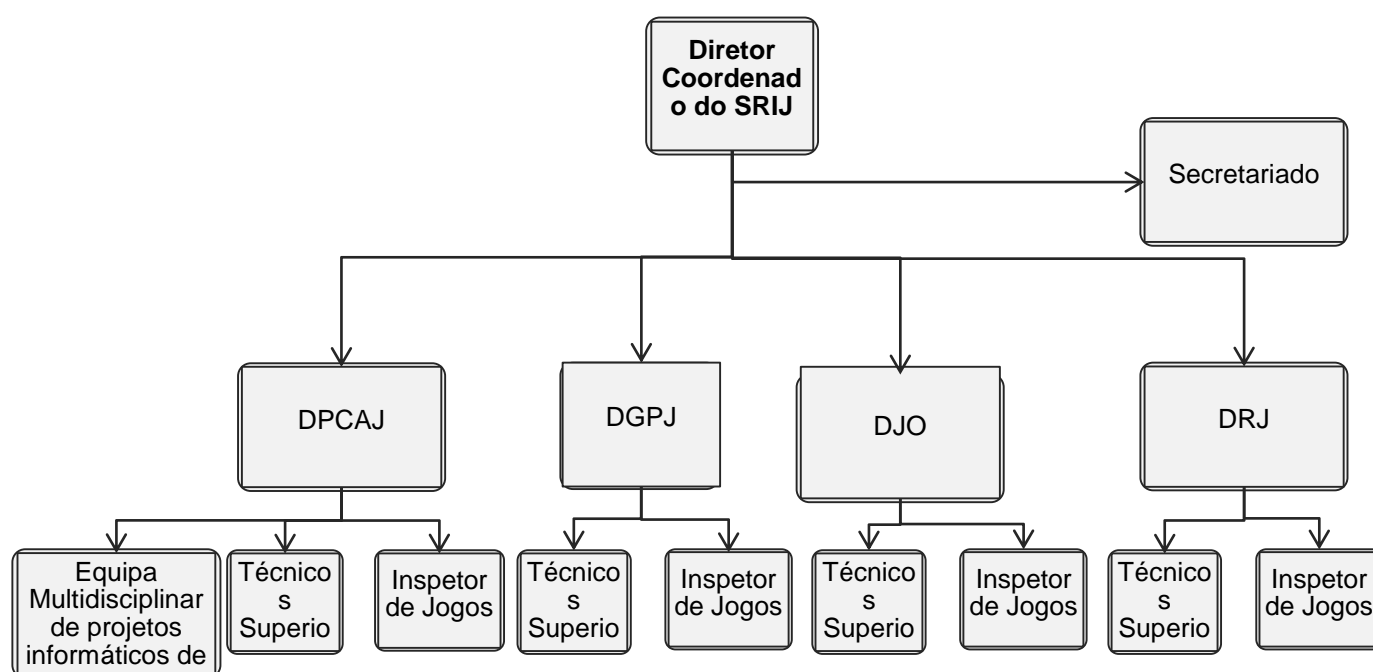 Diretor
Coordenad
o do SRIJ
Secretariado
DPCAJ
DGPJ
DJO
DRJ
Equipa
Multidisciplinar
de projetos
informáticos de
Técnico
s
Superio
Inspetor
de Jogos
Técnico
s
Superio
Inspetor
de Jogos
Técnico
s
Superio
Inspetor
de Jogos
Técnico
s
Superio
Inspetor
de Jogos